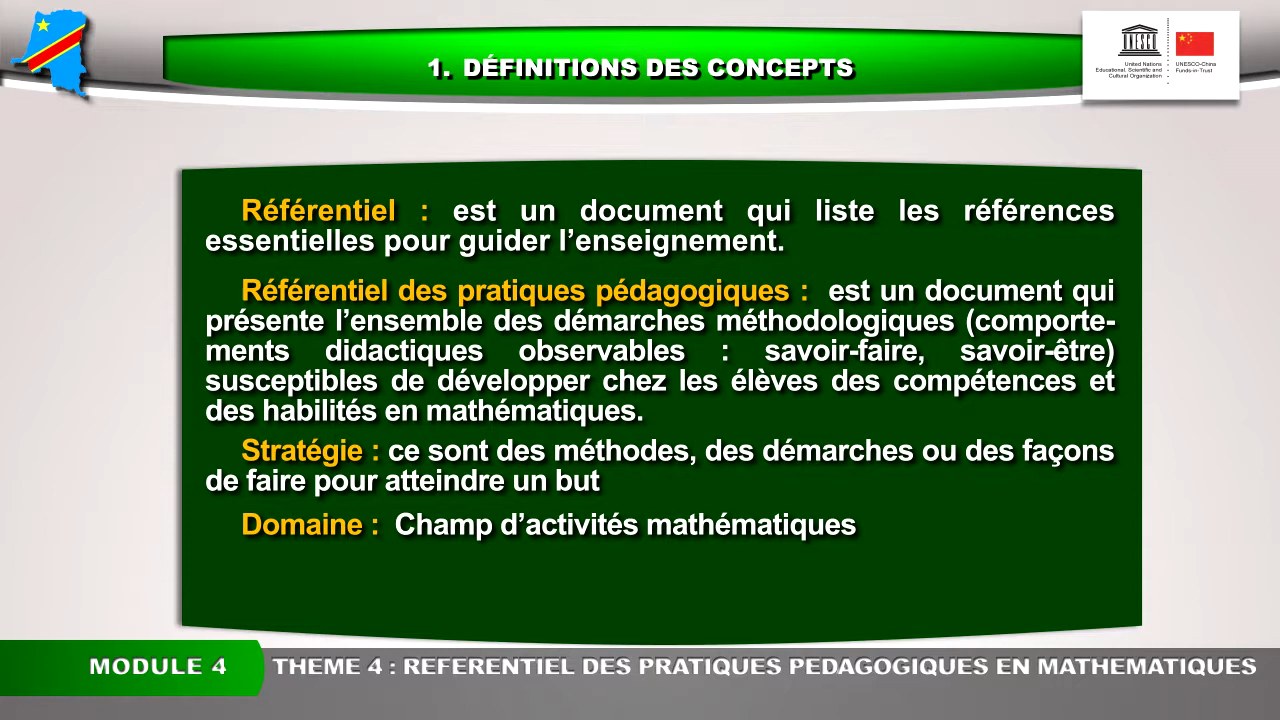 1. DÉFINITIONS DES CONCEPTS
UNESCO
United Nations
Educational, Scientific and
Cultural Organization
UNESCO-China
Funds-in-Trust
Référentiel : est un document qui liste les références
essentielles pour guider l’enseignement.
Référentiel des pratiques pédagogiques : est un document qui
présente l’ensemble des démarches méthodologiques (comporte-
ments didactiques observables : savoir-faire, savoir-être)
susceptibles de développer chez les élèves des compétences et
des habilités en mathématiques.
Stratégie : ce sont des méthodes, des démarches ou des façons
de faire pour atteindre un but
Domaine : Champ d’activités mathématiques
MODULE 4
THEME 4 : REFERENTIEL DES PRATIQUES PEDAGOGIQUES EN MATHEMATIQUES